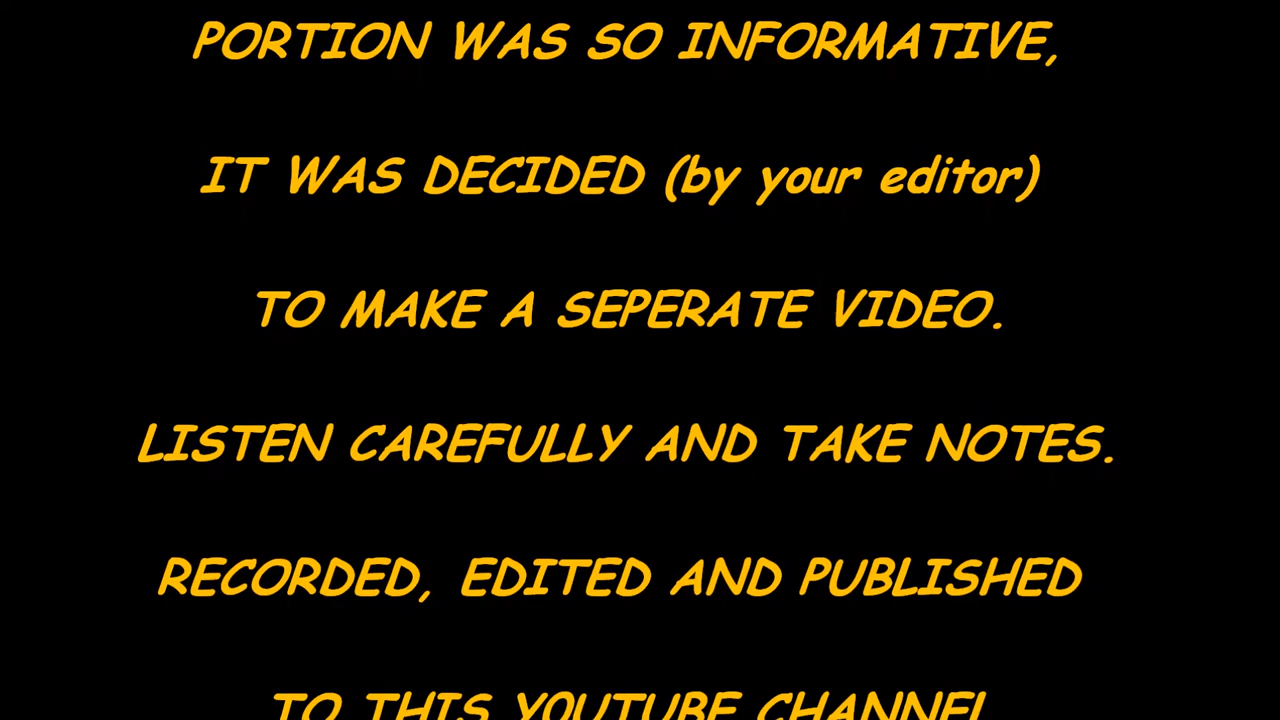 PORTION WAS SO INFORMATIVE,
IT WAS DECIDED (by your editor)
TO MAKE A SEPERATE VIDEO.
LISTEN CAREFULLY AND TAKE NOTES.
RECORDED, EDITED AND PUBLISHED
TO THIS YOUTUBE CHANNEL